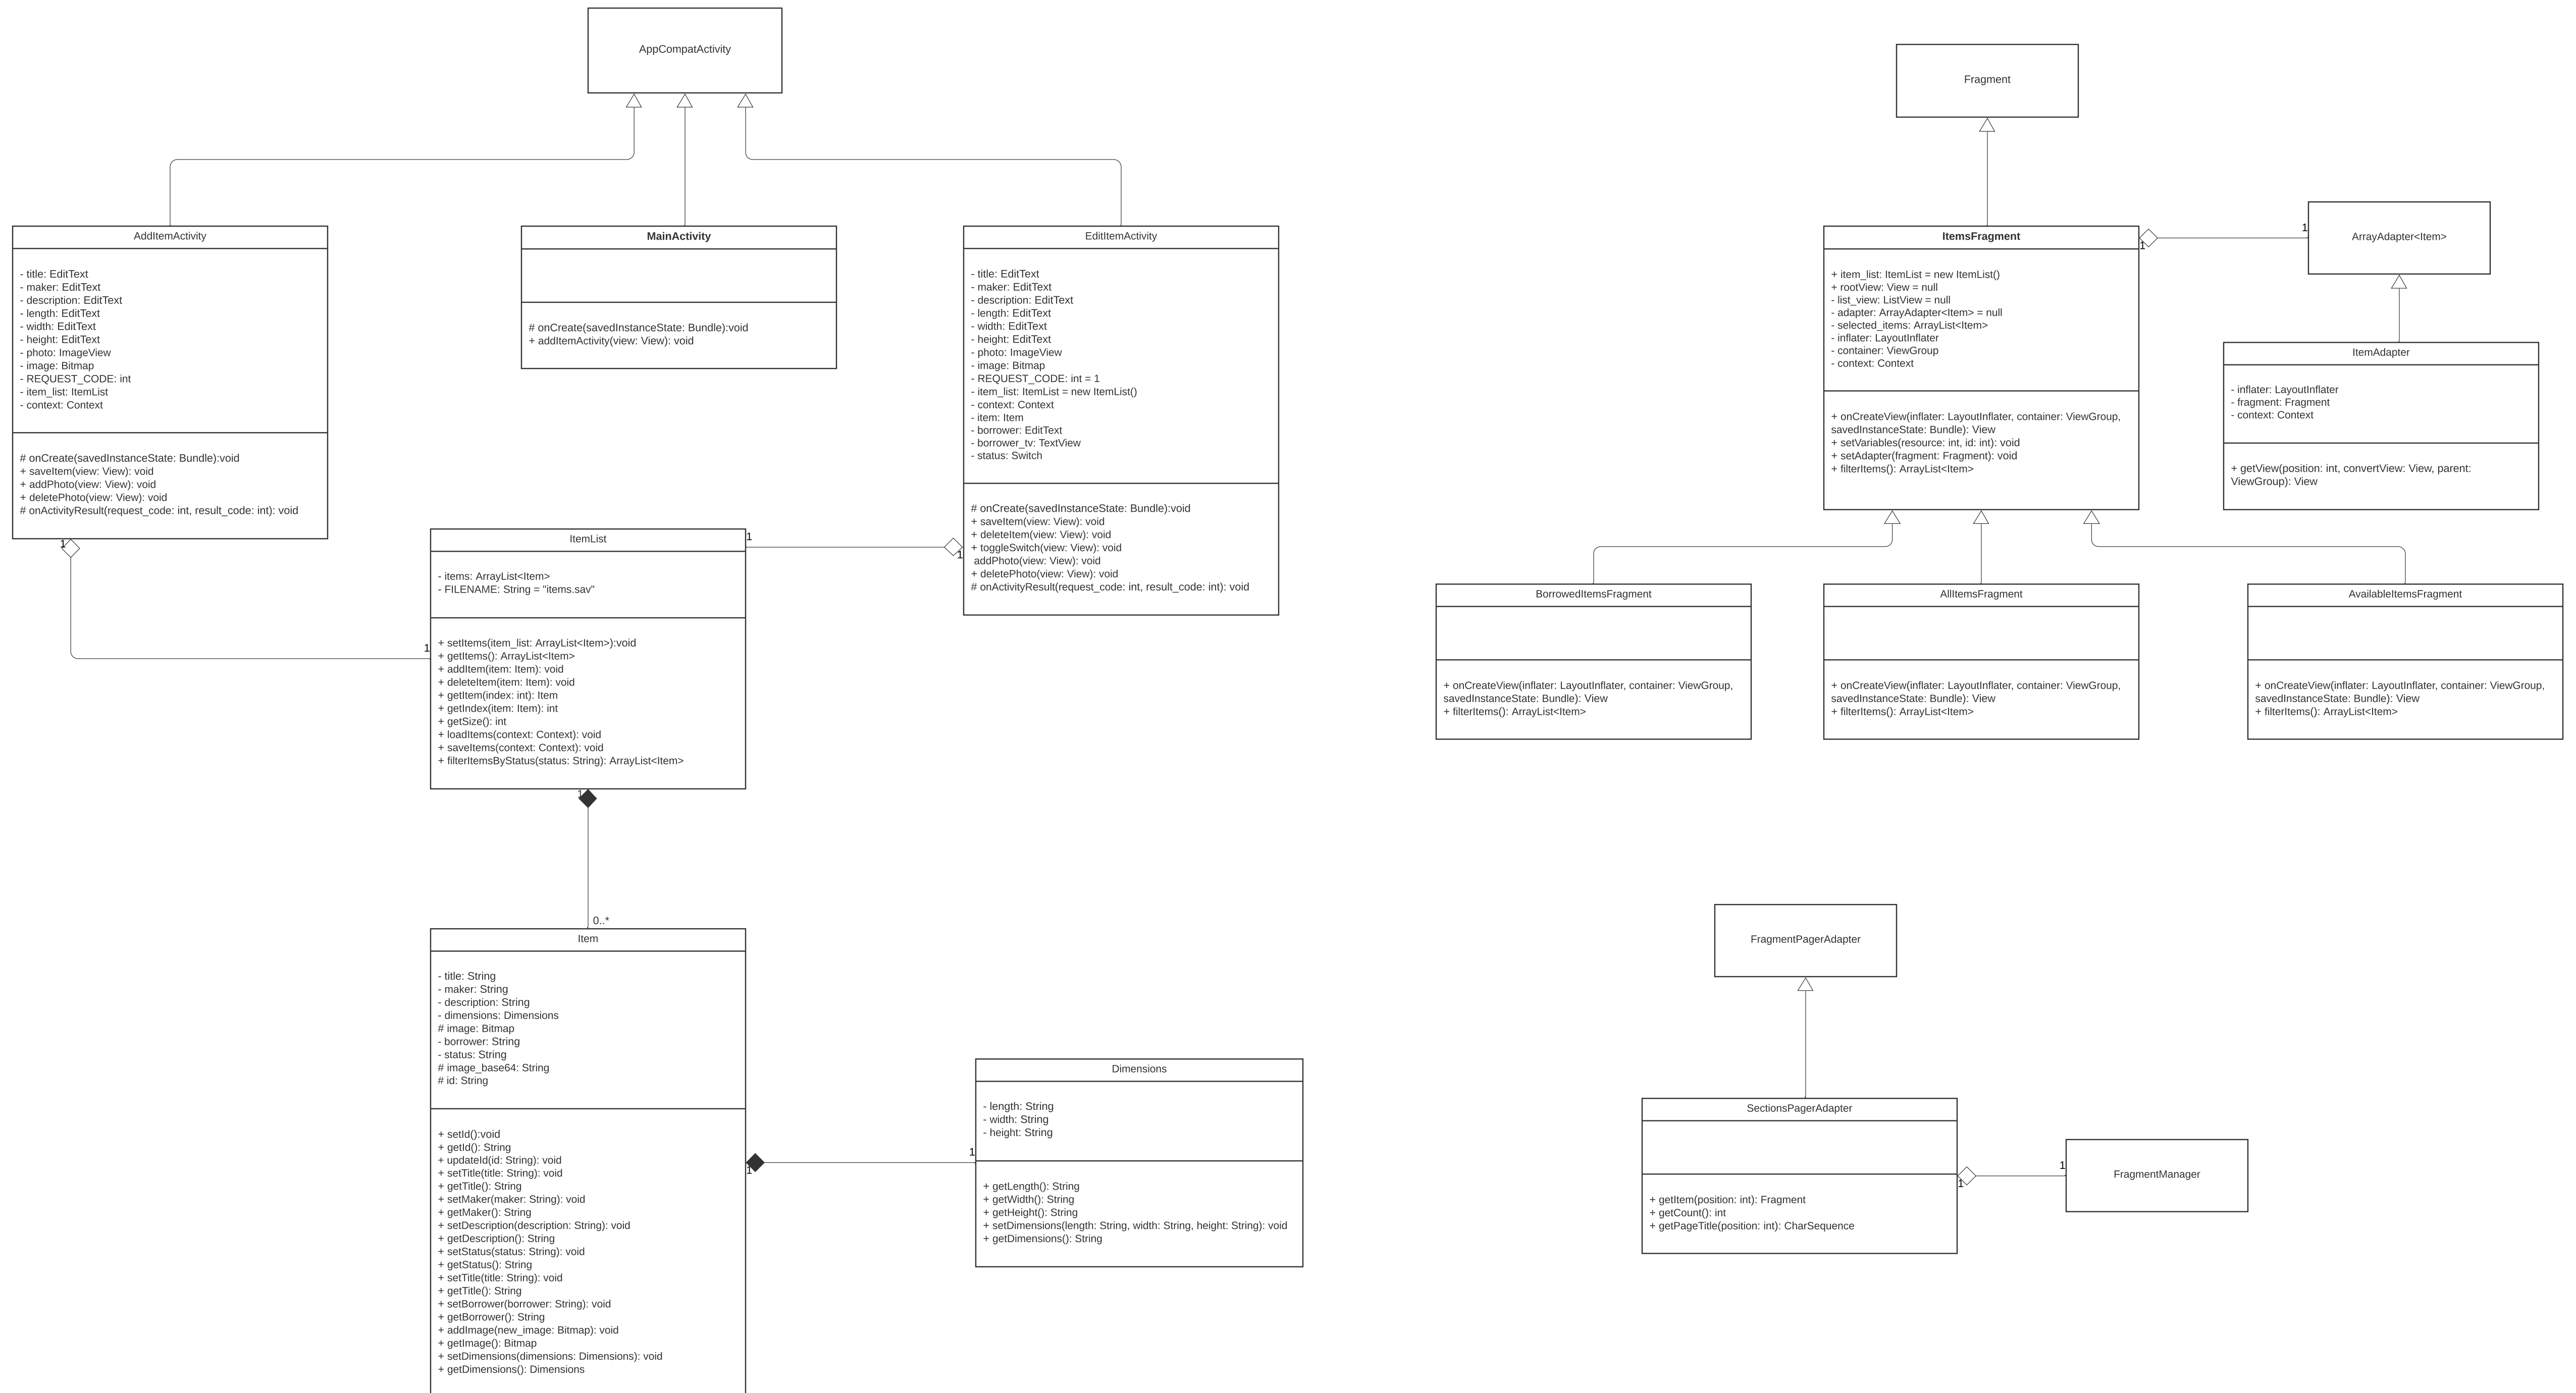 AppCompatActivity
AddItemActivity
- title: EditText
- maker: EditText
- description: EditText
- length: EditText
- width: EditText
- height: EditText
- photo: ImageView
- image: Bitmap
- REQUEST_CODE: int
- item_list: ItemList
- context: Context
# onCreate(savedInstanceState: Bundle):void
+ saveItem(view: View): void
+ addPhoto(view: View): void
+ deletePhoto(view: View): void
# onActivityResult(request_code: int, result_code: int): void
1
1
MainActivity
# onCreate(savedInstanceState: Bundle):void
+ addItemActivity(view: View): void
EditItemActivity
- title: EditText
- maker: EditText
- description: EditText
- length: EditText
- width: EditText
- height: EditText
- photo: ImageView
- image: Bitmap
- REQUEST_CODE: int = 1
- item_list: ItemList = new ItemList()
- context: Context
- item: Item
- borrower: EditText
- borrower_tv: TextView
- status: Switch
# onCreate(savedInstanceState: Bundle):void
+ saveItem(view: View): void
+ deleteItem(view: View): void
+ toggleSwitch(view: View): void
addPhoto(view: View): void
+ deletePhoto(view: View): void
# onActivityResult(request_code: int, result_code: int): void
1
1
ItemList
- items: ArrayList<Item>
- FILENAME: String = "items.sav"
+ setItems(item_list: ArrayList<Item>):void
+ getItems(): ArrayList<Item>
+ addItem(item: Item): void
+ deleteItem(item: Item): void
+ getItem(index: int): Item
+ getIndex(item: Item): int
+ getSize(): int
+ loadItems(context: Context): void
+ saveItems(context: Context): void
+ filterItemsByStatus(status: String): ArrayList<Item>
1
0..*
Item
- title: String
- maker: String
- description: String
- dimensions: Dimensions
# image: Bitmap
- borrower: String
- status: String
# image_base64: String
# id: String
+ setId():void
+ getId(): String
+ updateId(id: String): void
+ setTitle(title: String): void
+ getTitle(): String
+ setMaker(maker: String): void
+ getMaker(): String
+ setDescription(description: String): void
+ getDescription(): String
+ setStatus(status: String): void
+ getStatus(): String
+ setTitle(title: String): void
+ getTitle(): String
+ setBorrower(borrower: String): void
+ getBorrower(): String
+ addImage(new_image: Bitmap): void
+ getImage(): Bitmap
+ setDimensions(dimensions: Dimensions): void
+ getDimensions(): Dimensions
1
1
Dimensions
- length: String
- width: String
- height: String
+ getLength(): String
+ getWidth(): String
+ getHeight(): String
+ setDimensions(length: String, width: String, height: String): void
+ getDimensions(): String
Fragment
ItemsFragment
+ item_list: ItemList = new ItemList()
+ rootView: View = null
- list_view: ListView = null
- adapter: ArrayAdapter<Item> = null
- selected_items: ArrayList<Item>
- inflater: LayoutInflater
- container: ViewGroup
- context: Context
+ onCreateView(inflater: LayoutInflater, container: ViewGroup,
savedInstanceState: Bundle): View
+ setVariables(resource: int, id: int): void
+ setAdapter(fragment: Fragment): void
+ filterItems(): ArrayList<Item>
1
1
ArrayAdapter<Item>
ItemAdapter
- inflater: LayoutInflater
- fragment: Fragment
- context: Context
+ getView(position: int, convertView: View, parent:
ViewGroup): View
BorrowedItemsFragment
+ onCreateView(inflater: LayoutInflater, container: ViewGroup,
savedInstanceState: Bundle): View
+ filterItems(): ArrayList<Item>
AllItemsFragment
+ onCreateView(inflater: LayoutInflater, container: ViewGroup,
savedInstanceState: Bundle): View
+ filterItems(): ArrayList<Item>
AvailableItemsFragment
+ onCreateView(inflater: LayoutInflater, container: ViewGroup,
savedInstanceState: Bundle): View
+ filterItems(): ArrayList<Item>
FragmentPagerAdapter
SectionsPagerAdapter
+ getItem(position: int): Fragment
+ getCount(): int
+ getPageTitle(position: int): CharSequence
1
1
FragmentManager